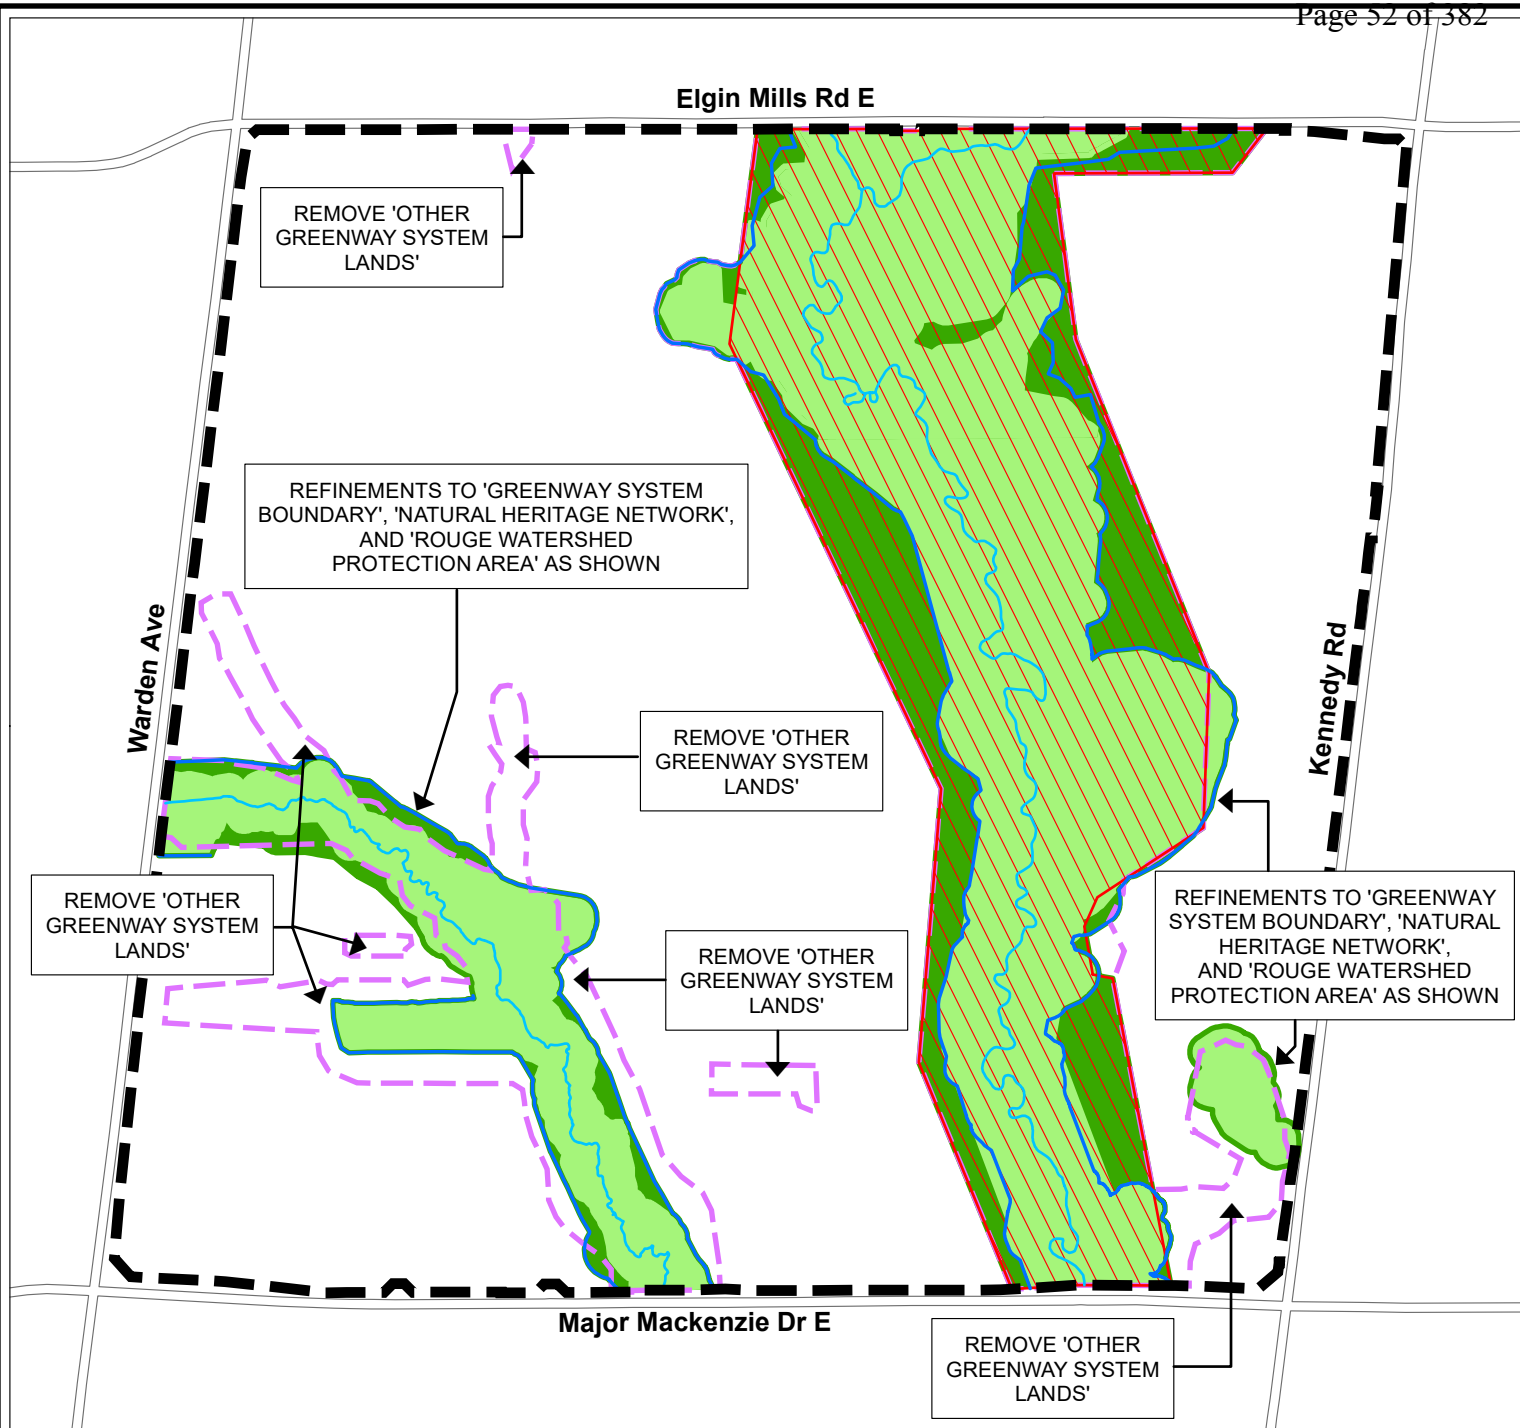 Page 52 of 382
Elgin Mills Rd E
REMOVE 'OTHER
GREENWAY SYSTEM
LANDS'
REFINEMENTS TO 'GREENWAY SYSTEM
BOUNDARY', 'NATURAL HERITAGE NETWORK',
AND 'ROUGE WATERSHED
PROTECTION AREA' AS SHOWN
Warden Ave
Kennedy Rd
REMOVE 'OTHER
GREENWAY SYSTEM
LANDS'
REMOVE 'OTHER
GREENWAY SYSTEM
LANDS'
REMOVE 'OTHER
GREENWAY SYSTEM
LANDS'
REFINEMENTS TO 'GREENWAY
SYSTEM BOUNDARY', 'NATURAL
HERITAGE NETWORK',
AND 'ROUGE WATERSHED
PROTECTION AREA' AS SHOWN
Major Mackenzie Dr E
REMOVE 'OTHER
GREENWAY SYSTEM
LANDS'